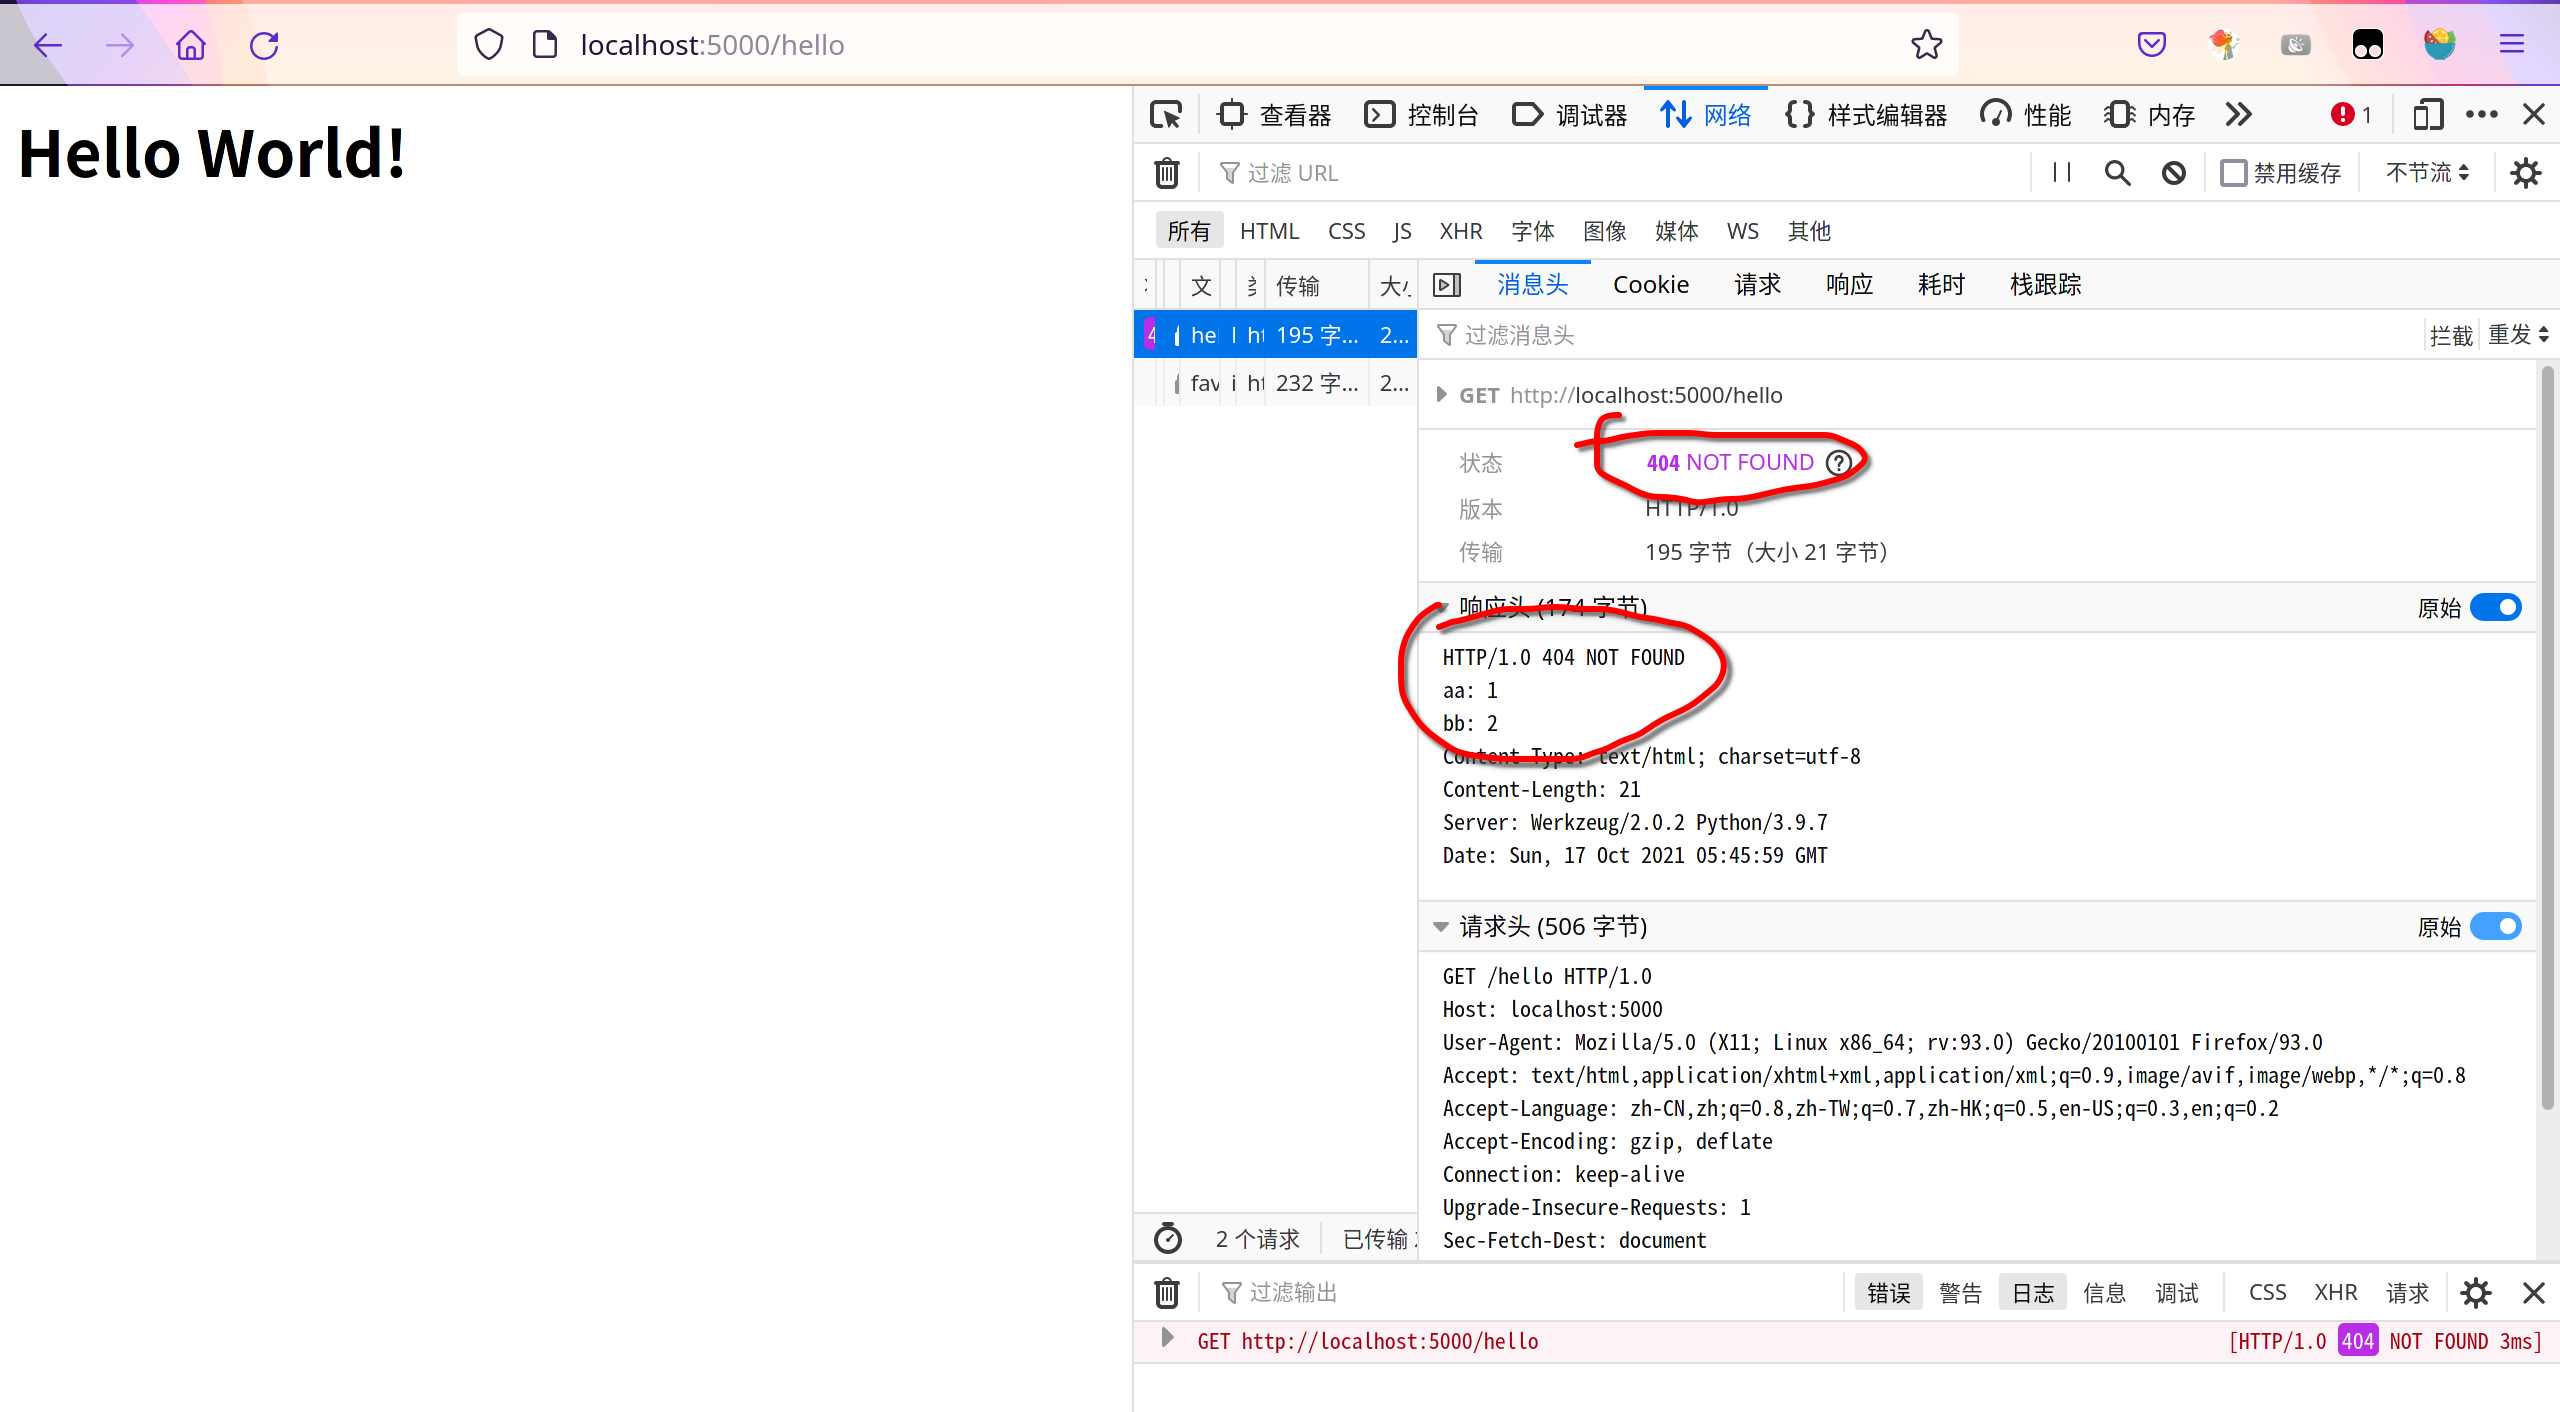 localhost:5000/hello
Hello World!
查看器 控制台 调试器 网络 样式编辑器 性能 内存 1
过滤 URL 禁用缓存 不节流
所有 HTML CSS JS XHR 字体 图像 媒体 WS 其他
文 传输
消息头 Cookie 请求 响应 耗时 栈跟踪
4 he 195 字... 2...
fav 232 字... 2...
过滤消息头 拦截 重发
GET http://localhost:5000/hello
状态 404 NOT FOUND
版本 HTTP/1.0
传输 195 字节（大小 21 字节）
响应头 (174 字节) 原始
HTTP/1.0 404 NOT FOUND
aa: 1
bb: 2
Content-Type: text/html; charset=utf-8
Content-Length: 21
Server: Werkzeug/2.0.2 Python/3.9.7
Date: Sun, 17 Oct 2021 05:45:59 GMT
请求头 (506 字节) 原始
GET /hello HTTP/1.0
Host: localhost:5000
User-Agent: Mozilla/5.0 (X11; Linux x86_64; rv:93.0) Gecko/20100101 Firefox/93.0
Accept: text/html,application/xhtml+xml,application/xml;q=0.9,image/avif,image/webp,*/*;q=0.8
Accept-Language: zh-CN,zh;q=0.8,zh-TW;q=0.7,zh-HK;q=0.5,en-US;q=0.3,en;q=0.2
Accept-Encoding: gzip, deflate
Connection: keep-alive
Upgrade-Insecure-Requests: 1
Sec-Fetch-Dest: document
2 个请求 已传输
过滤输出 错误 警告 日志 信息 调试 CSS XHR 请求
GET http://localhost:5000/hello [HTTP/1.0 404 NOT FOUND 3ms]